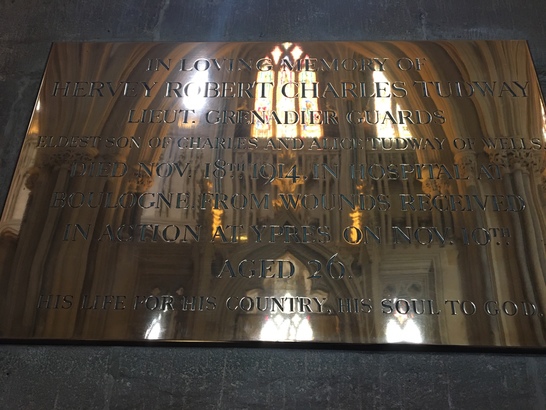 IN LOVING MEMORY OF
HERVEY ROBERT CHARLES TUDWAY
LIEUT. GRENADIER GUARDS
ELDEST SON OF CHARLES AND ALICE TUDWAY OF WELLS,
DIED NOV. 18TH 1914, IN HOSPITAL AT
BOULOGNE, FROM WOUNDS RECEIVED
IN ACTION AT YPRES ON NOV. 10TH
AGED 26.
HIS LIFE FOR HIS COUNTRY, HIS SOUL TO GOD.